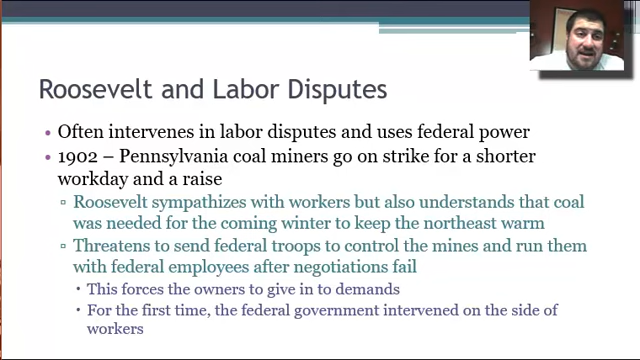 Roosevelt and Labor Disputes
• Often intervenes in labor disputes and uses federal power
• 1902 – Pennsylvania coal miners go on strike for a shorter
workday and a raise
▫ Roosevelt sympathizes with workers but also understands that coal
was needed for the coming winter to keep the northeast warm
▫ Threatens to send federal troops to control the mines and run them
with federal employees after negotiations fail
▪ This forces the owners to give in to demands
▪ For the first time, the federal government intervened on the side of
workers